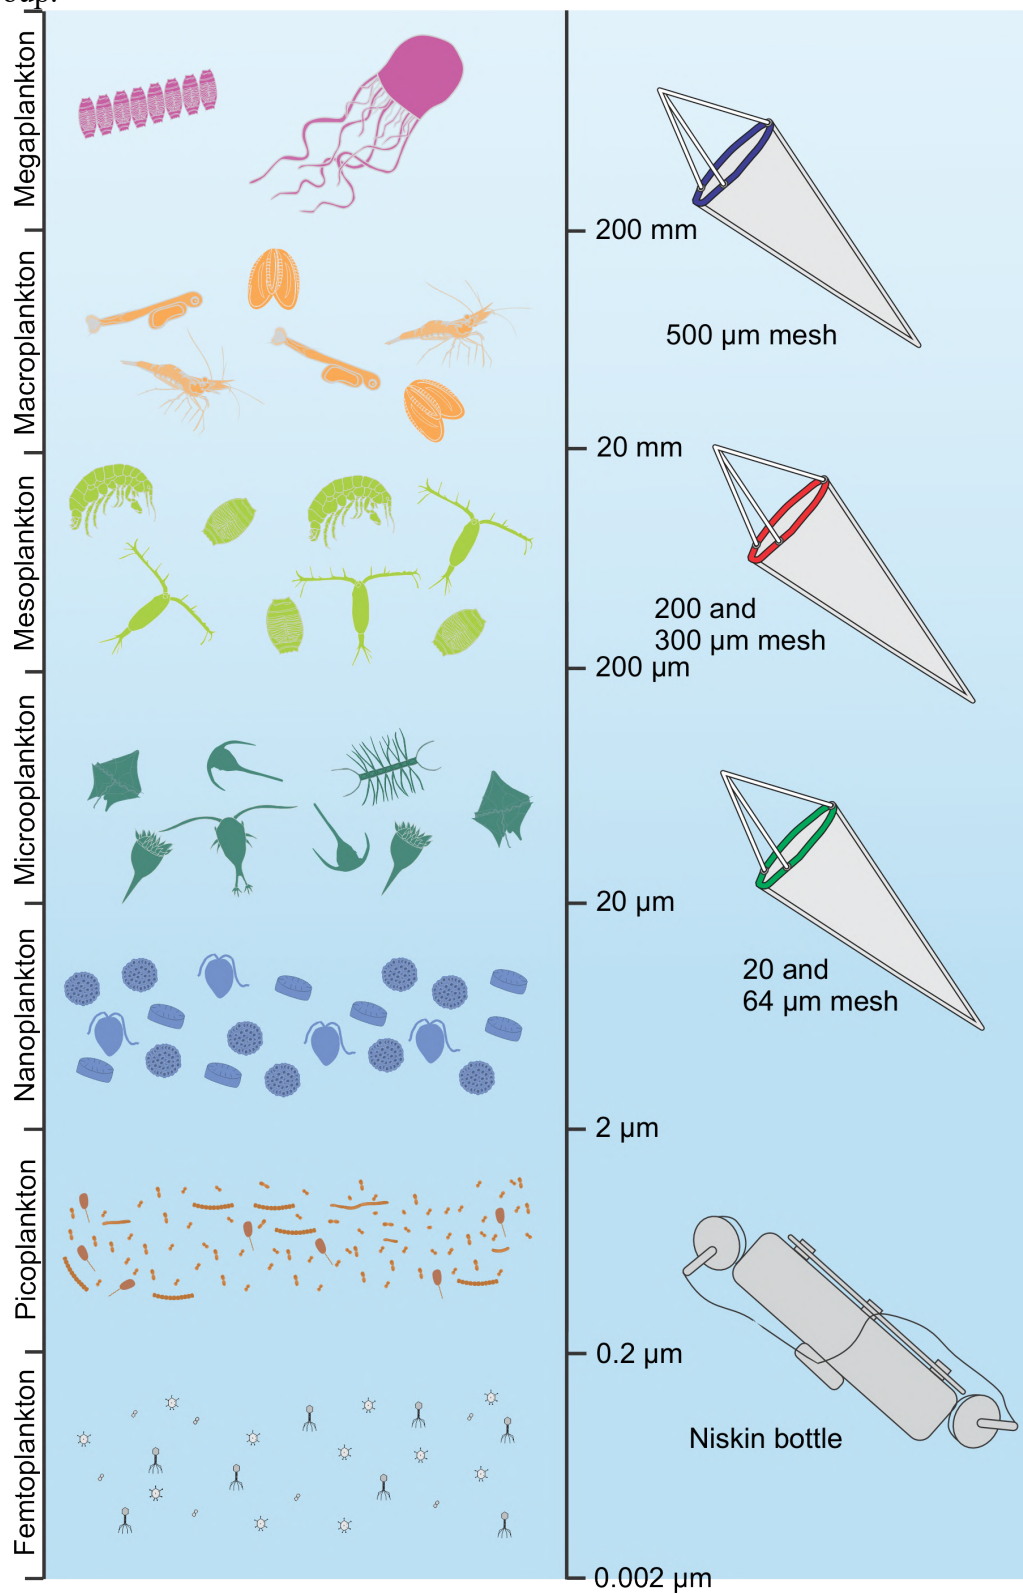 Megaplankton
200 mm
500 µm mesh
Macroplankton
20 mm
Mesoplankton
200 and
300 µm mesh
200 µm
Microoplankton
20 µm
20 and
64 µm mesh
Nanoplankton
2 µm
Picoplankton
0.2 µm
Niskin bottle
Femtoplankton
0.002 µm